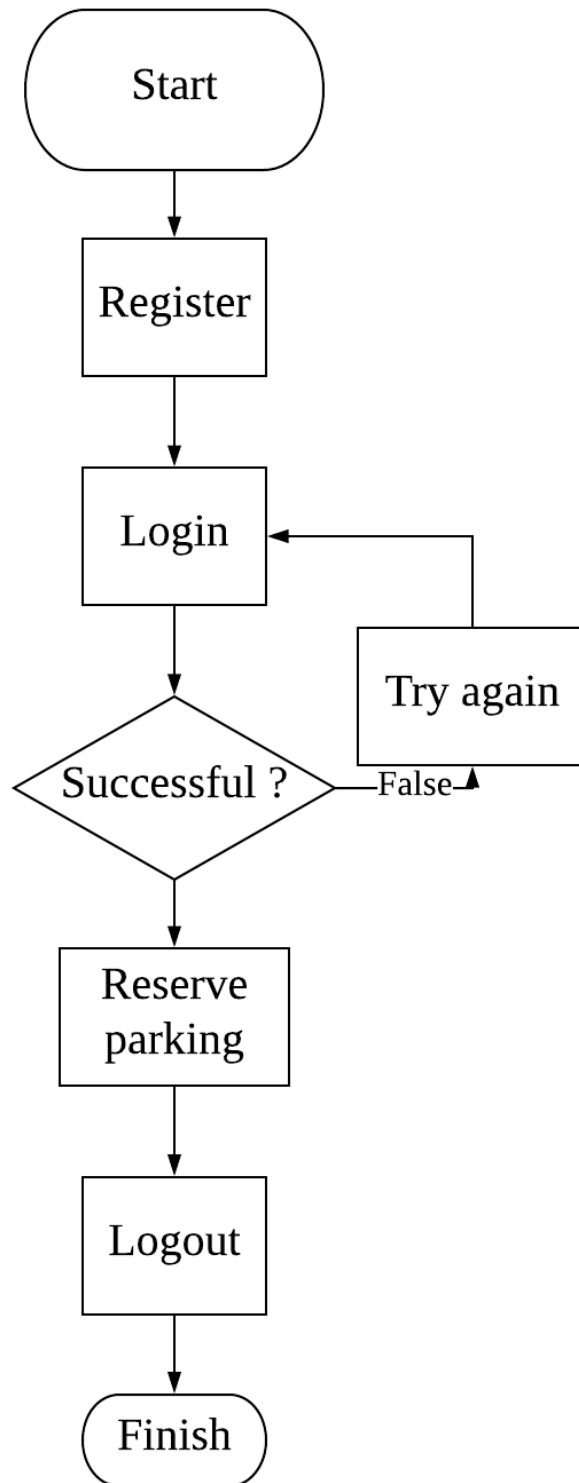 Start
Register
Login
Try again
Successful ?
False
Reserve
parking
Logout
Finish